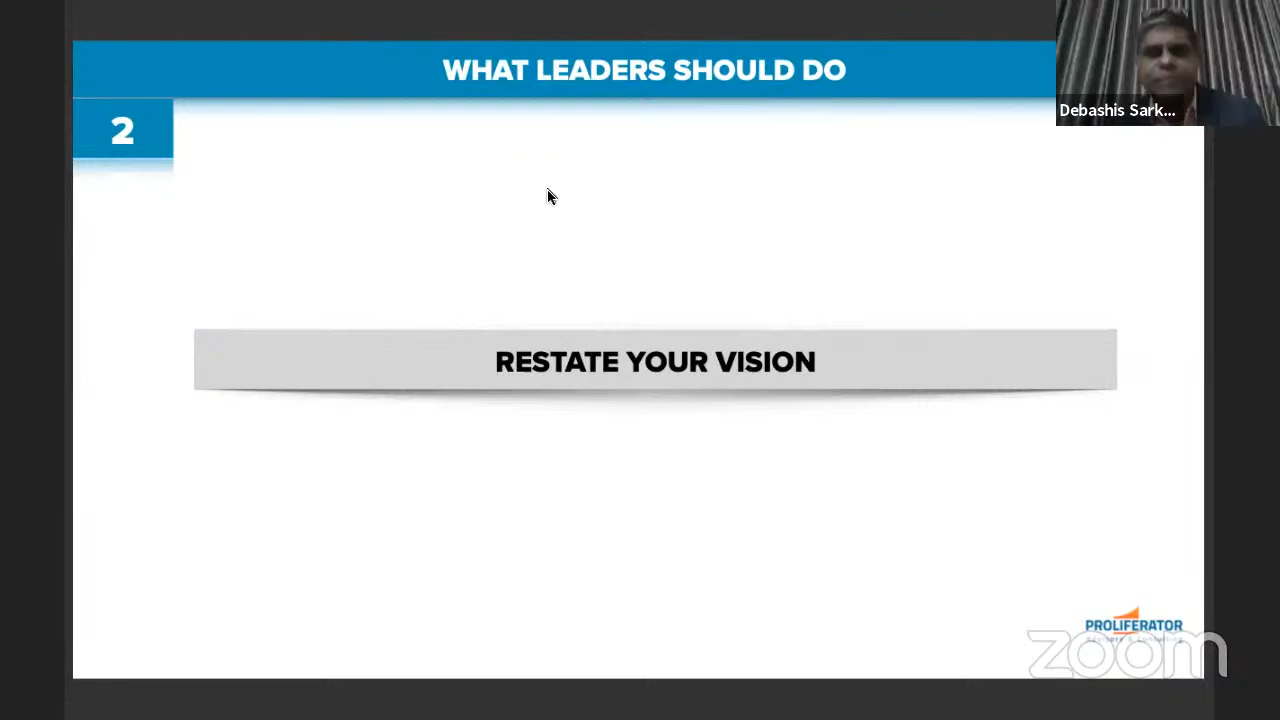 WHAT LEADERS SHOULD DO
Debashis Sark...
2
RESTATE YOUR VISION
PROLIFERATOR
zoom